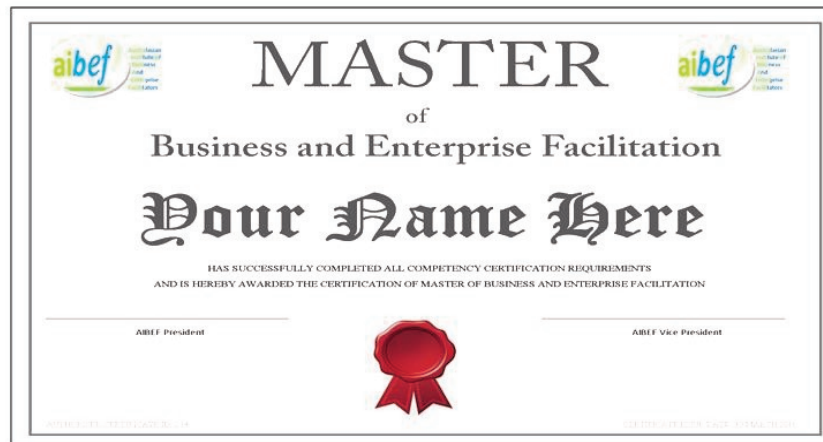 aibef
MASTER
aibef
of
Business and Enterprise Facilitation
Your Name Here
HAS SUCCESSFULLY COMPLETED ALL COMPETENCY CERTIFICATION REQUIREMENTS
AND IS HEREBY AWARDED THE CERTIFICATION OF MASTER OF BUSINESS AND ENTERPRISE FACILITATION
AIBEF President
AIBEF Vice President